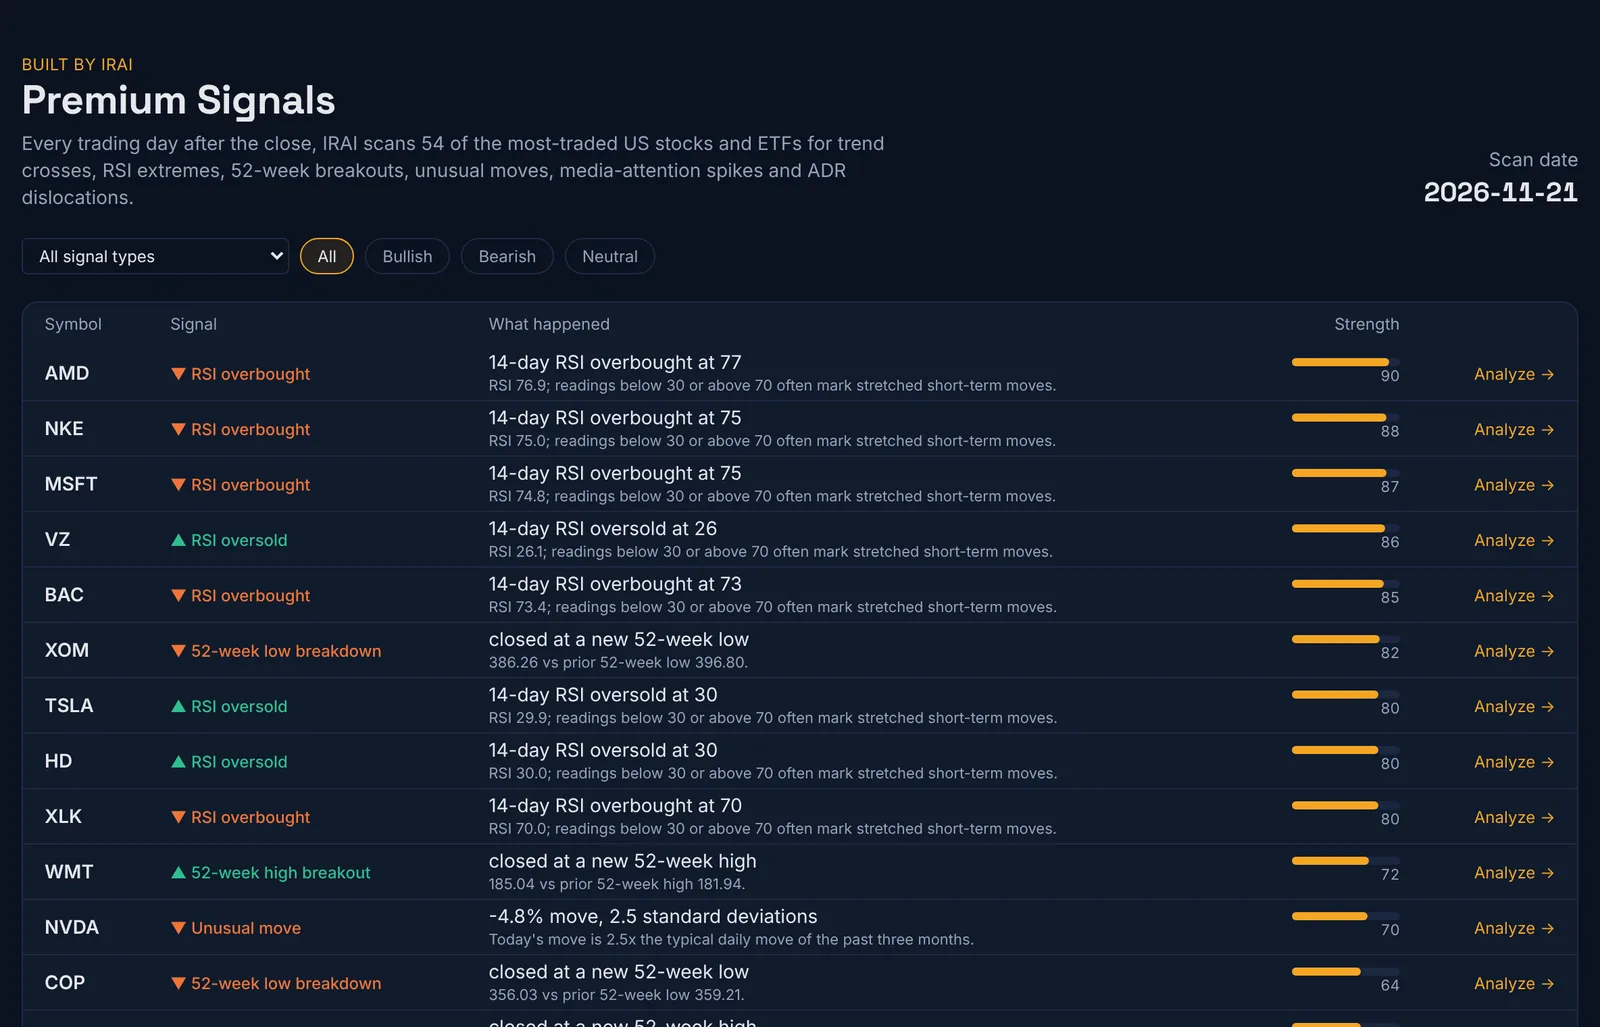 BUILT BY IRAI
Premium Signals
Every trading day after the close, IRAI scans 54 of the most-traded US stocks and ETFs for trend
crosses, RSI extremes, 52-week breakouts, unusual moves, media-attention spikes and ADR
dislocations.
Scan date
2026-11-21
All signal types All Bullish Bearish Neutral
Symbol Signal What happened Strength
AMD ▼ RSI overbought 14-day RSI overbought at 77
RSI 76.9; readings below 30 or above 70 often mark stretched short-term moves.
90 Analyze →
NKE ▼ RSI overbought 14-day RSI overbought at 75
RSI 75.0; readings below 30 or above 70 often mark stretched short-term moves.
88 Analyze →
MSFT ▼ RSI overbought 14-day RSI overbought at 75
RSI 74.8; readings below 30 or above 70 often mark stretched short-term moves.
87 Analyze →
VZ ▲ RSI oversold 14-day RSI oversold at 26
RSI 26.1; readings below 30 or above 70 often mark stretched short-term moves.
86 Analyze →
BAC ▼ RSI overbought 14-day RSI overbought at 73
RSI 73.4; readings below 30 or above 70 often mark stretched short-term moves.
85 Analyze →
XOM ▼ 52-week low breakdown closed at a new 52-week low
386.26 vs prior 52-week low 396.80.
82 Analyze →
TSLA ▲ RSI oversold 14-day RSI oversold at 30
RSI 29.9; readings below 30 or above 70 often mark stretched short-term moves.
80 Analyze →
HD ▲ RSI oversold 14-day RSI oversold at 30
RSI 30.0; readings below 30 or above 70 often mark stretched short-term moves.
80 Analyze →
XLK ▼ RSI overbought 14-day RSI overbought at 70
RSI 70.0; readings below 30 or above 70 often mark stretched short-term moves.
80 Analyze →
WMT ▲ 52-week high breakout closed at a new 52-week high
185.04 vs prior 52-week high 181.94.
72 Analyze →
NVDA ▼ Unusual move -4.8% move, 2.5 standard deviations
Today's move is 2.5x the typical daily move of the past three months.
70 Analyze →
COP ▼ 52-week low breakdown closed at a new 52-week low
356.03 vs prior 52-week low 359.21.
64 Analyze →
closed at a new 52-week high